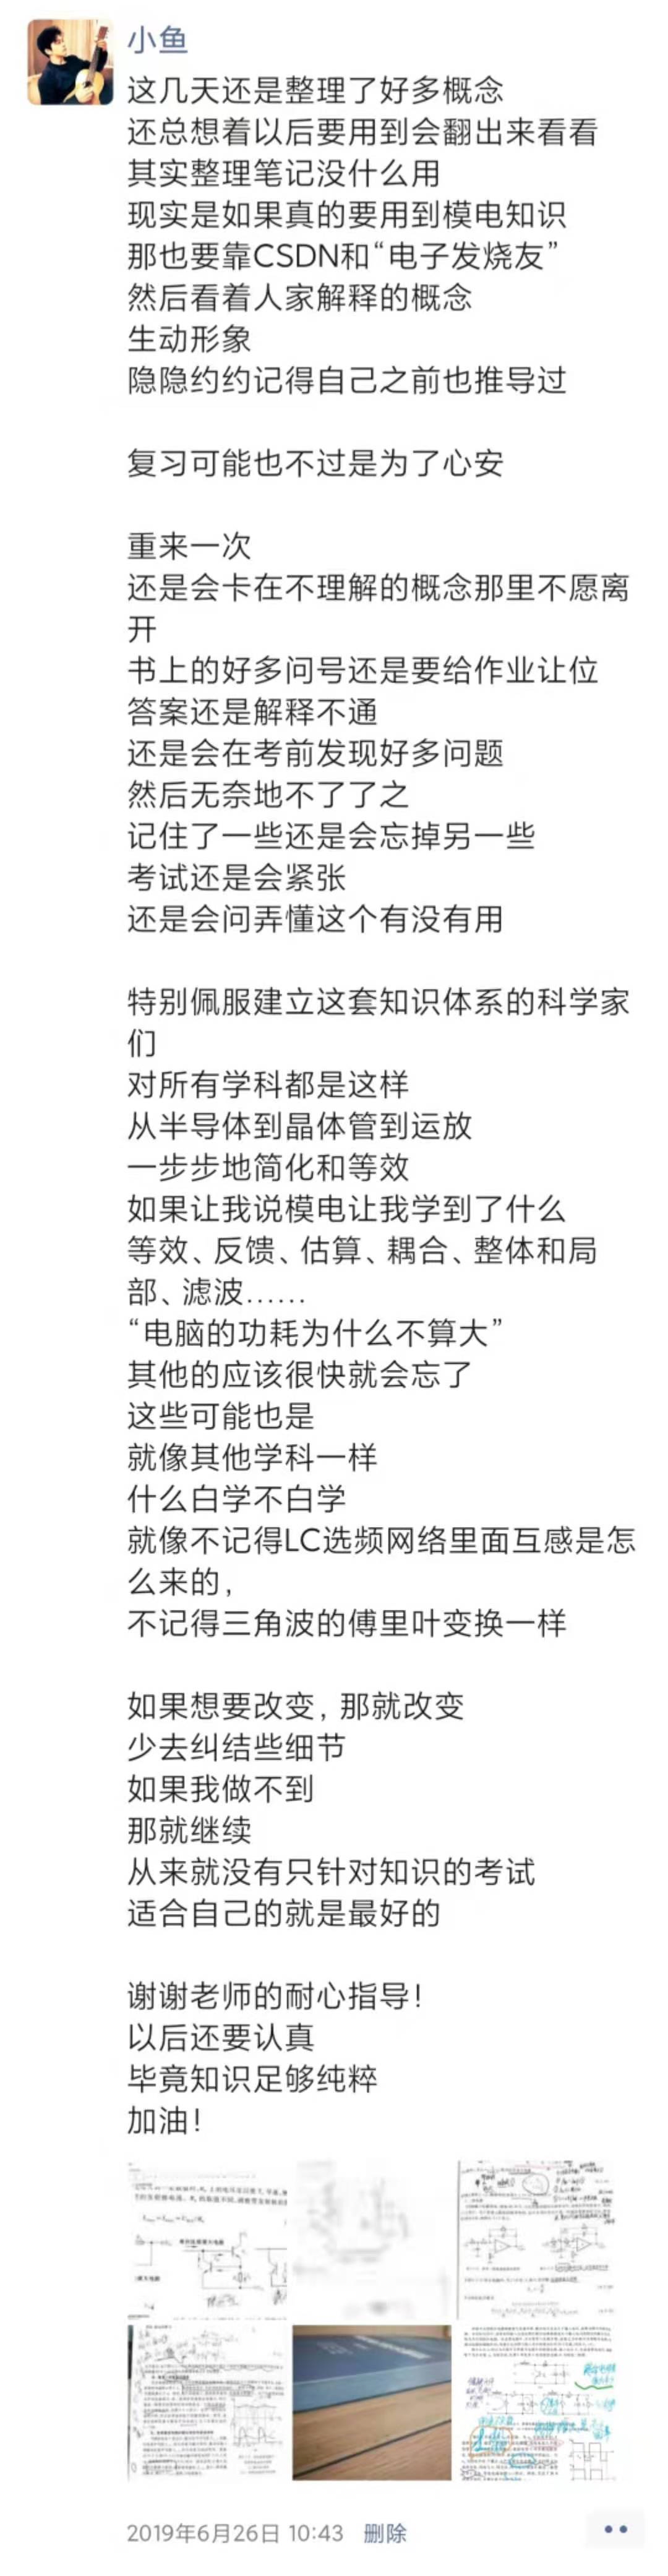 小鱼
这几天还是整理了好多概念
还总想着以后要用到会翻出来看看
其实整理笔记没什么用
现实是如果真的要用到模电知识
那也要靠CSDN和“电子发烧友”
然后看着人家解释的概念
生动形象
隐隐约约记得自己之前也推导过
复习可能也不过是为了心安
重来一次
还是会卡在不理解的概念那里不愿离
开
书上的好多问号还是要给作业让位
答案还是解释不通
还是会在考前发现好多问题
然后无奈地不了了之
记住了一些还是会忘掉另一些
考试还是会紧张
还是会问弄懂这个有没有用
特别佩服建立这套知识体系的科学家
们
对所有学科都是这样
从半导体到晶体管到运放
一步步地简化和等效
如果让我说模电让我学到了什么
等效、反馈、估算、耦合、整体和局
部、滤波……
“电脑的功耗为什么不算大”
其他的应该很快就会忘了
这些可能也是
就像其他学科一样
什么白学不白学
就像不记得LC选频网络里面互感是怎
么来的，
不记得三角波的傅里叶变换一样
如果想要改变，那就改变
少去纠结些细节
如果我做不到
那就继续
从来就没有只针对知识的考试
适合自己的就是最好的
谢谢老师的耐心指导！
以后还要认真
毕竟知识足够纯粹
加油！
2019年6月26日 10:43 删除